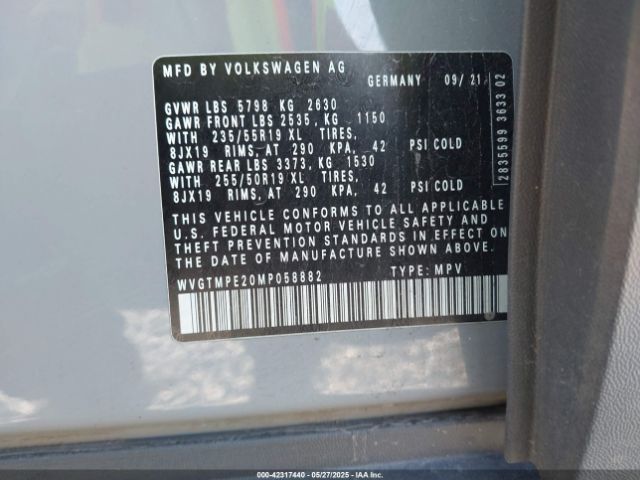 MFD BY VOLKSWAGEN AG
GERMANY 09/21
GVWR LBS 5798 KG 2630
GAWR FRONT LBS 2535, KG 1150
WITH 235/55R19 XL TIRES,
8JX19 RIMS, AT 290 KPA, 42 PSI COLD
GAWR REAR LBS 3373, KG 1530
WITH 255/50R19 XL TIRES,
8JX19 RIMS, AT 290 KPA, 42 PSI COLD
THIS VEHICLE CONFORMS TO ALL APPLICABLE
U.S. FEDERAL MOTOR VEHICLE SAFETY AND
THEFT PREVENTION STANDARDS IN EFFECT ON
THE DATE OF MANUFACTURE SHOWN ABOVE.
WVGTMPE20MP058882 TYPE: MPV
2835599 3633 02
000-42317440 - 05/27/2025 - IAAI.COM